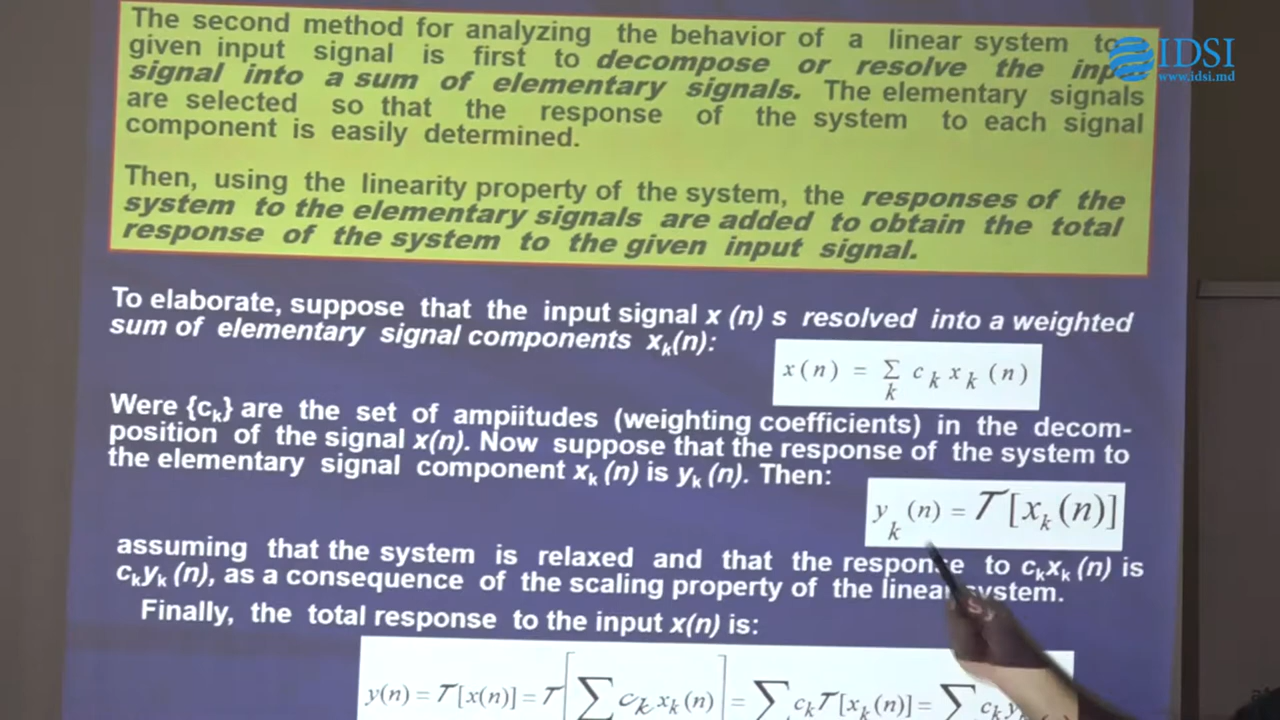 The second method for analyzing the behavior of a linear system to
given input signal is first to decompose or resolve the inp
signal into a sum of elementary signals. The elementary signals
are selected so that the response of the system to each signal
component is easily determined.
Then, using the linearity property of the system, the responses of the
system to the elementary signals are added to obtain the total
response of the system to the given input signal.
To elaborate, suppose that the input signal x (n) s resolved into a weighted
sum of elementary signal components xₖ(n):
x(n) = Σ cₖ xₖ (n)
k
Were {cₖ} are the set of ampiitudes (weighting coefficients) in the decom-
position of the signal x(n). Now suppose that the response of the system to
the elementary signal component xₖ (n) is yₖ (n). Then:
yₖ (n) = T[xₖ(n)]
assuming that the system is relaxed and that the response to cₖxₖ (n) is
cₖyₖ (n), as a consequence of the scaling property of the linear system.
Finally, the total response to the input x(n) is:
y(n) = T[x(n)] = T[∑ cₖ xₖ(n)] = ∑ cₖT[xₖ(n)] = ∑ cₖy
IDSI
www.idsi.md